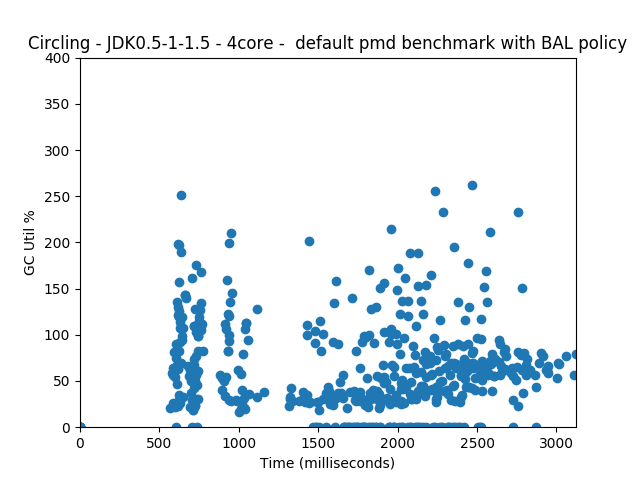 Circling - JDK0.5-1-1.5 - 4core -  default pmd benchmark with BAL policy
400
350
300
250
200
150
100
50
0
GC Util %
0 500 1000 1500 2000 2500 3000
Time (milliseconds)